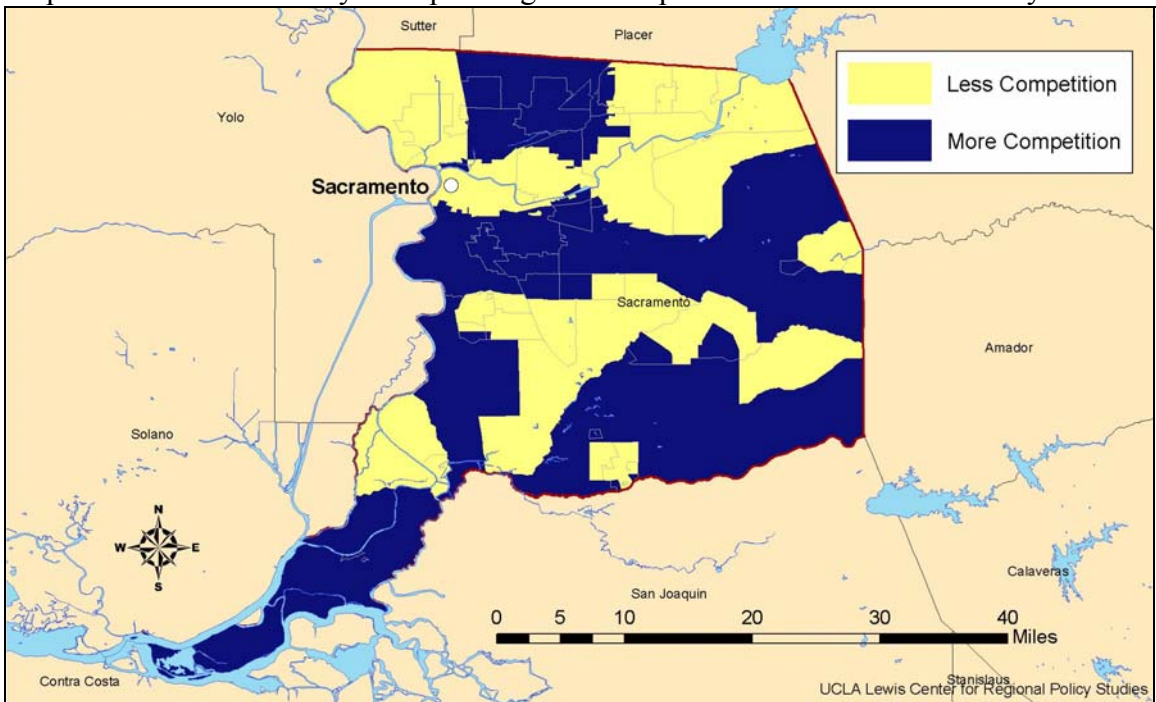 Sutter
Placer
Less Competition
More Competition
Yolo
Sacramento
Sacramento
Amador
Solano
N
W E
S
Calaveras
San Joaquin
0 5 10 20 30 40
Miles
Contra Costa
Stanislaus
UCLA Lewis Center for Regional Policy Studies